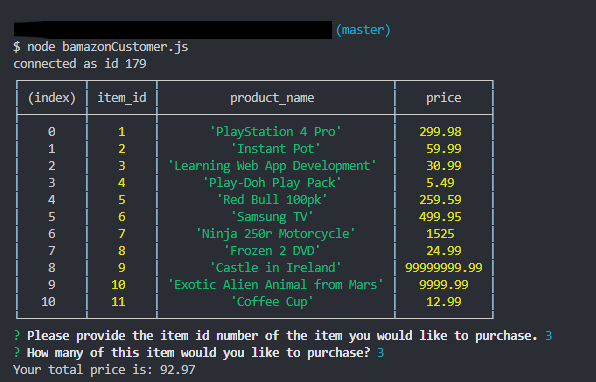 (master)
$ node bamazonCustomer.js
connected as id 179
(index) item_id product_name price
0 1 'PlayStation 4 Pro' 299.98
1 2 'Instant Pot' 59.99
2 3 'Learning Web App Development' 30.99
3 4 'Play-Doh Play Pack' 5.49
4 5 'Red Bull 100pk' 259.59
5 6 'Samsung TV' 499.95
6 7 'Ninja 250r Motorcycle' 1525
7 8 'Frozen 2 DVD' 24.99
8 9 'Castle in Ireland' 99999999.99
9 10 'Exotic Alien Animal from Mars' 9999.99
10 11 'Coffee Cup' 12.99
? Please provide the item id number of the item you would like to purchase. 3
? How many of this item would you like to purchase? 3
Your total price is: 92.97